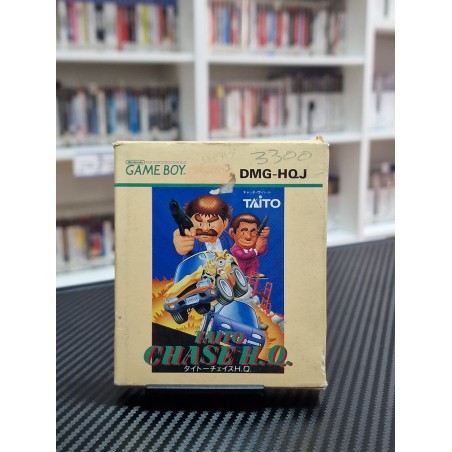 Nintendo
GAME BOY
3300
DMG-HQJ
TAITO
TAITO
CHASE H.Q.
タイトーチェイスH.Q.